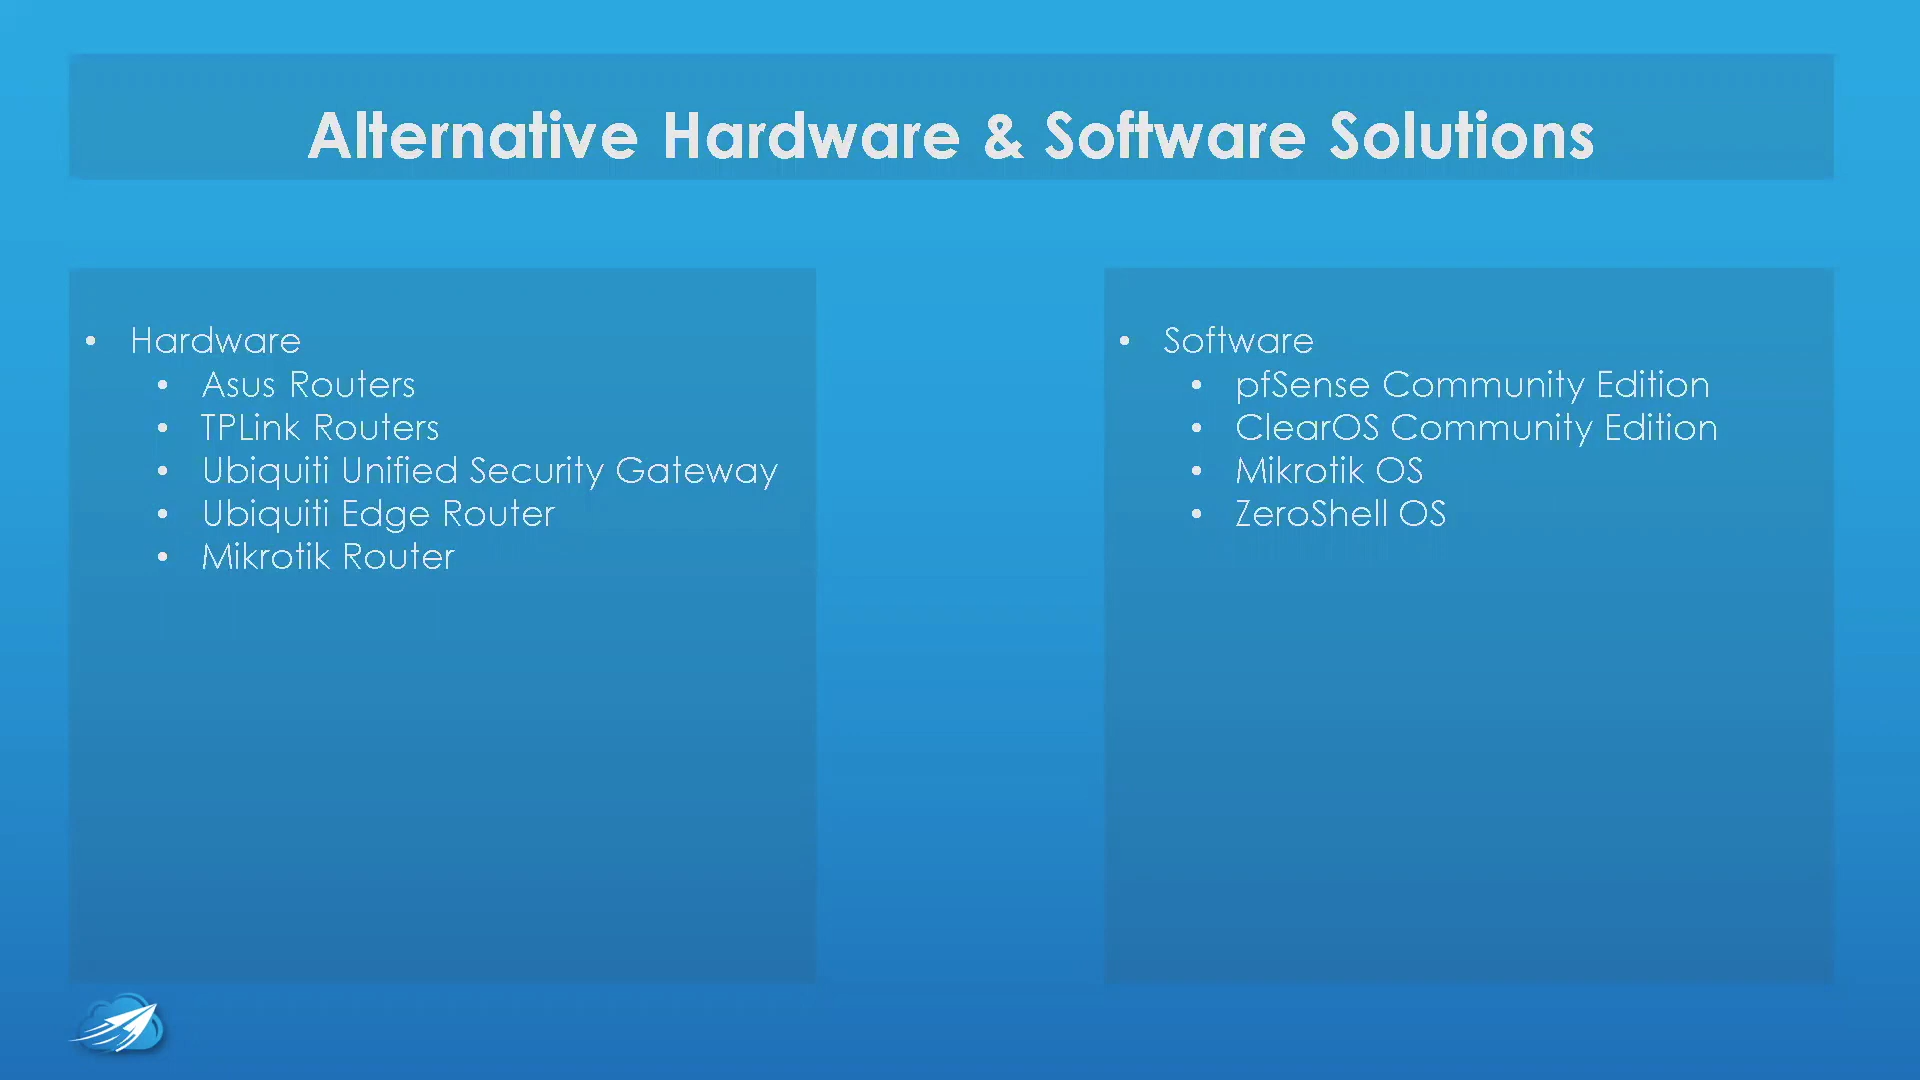 Alternative Hardware & Software Solutions
• Hardware
• Asus Routers
• TPLink Routers
• Ubiquiti Unified Security Gateway
• Ubiquiti Edge Router
• Mikrotik Router
• Software
• pfSense Community Edition
• ClearOS Community Edition
• Mikrotik OS
• ZeroShell OS